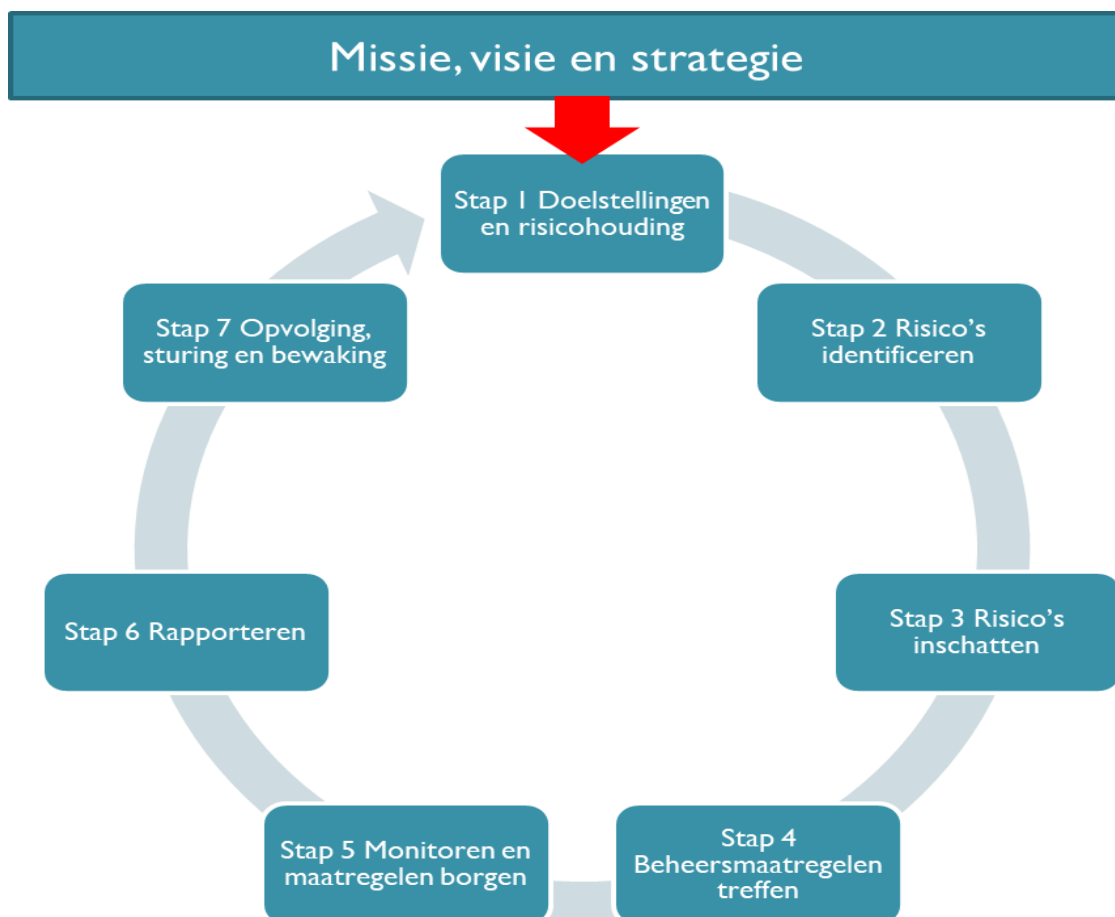 Missie, visie en strategie
Stap 1 Doelstellingen
en risicohouding
Stap 2 Risico's
identificeren
Stap 3 Risico's
inschatten
Stap 4
Beheersmaatregelen
treffen
Stap 5 Monitoren en
maatregelen borgen
Stap 6 Rapporteren
Stap 7 Opvolging,
sturing en bewaking